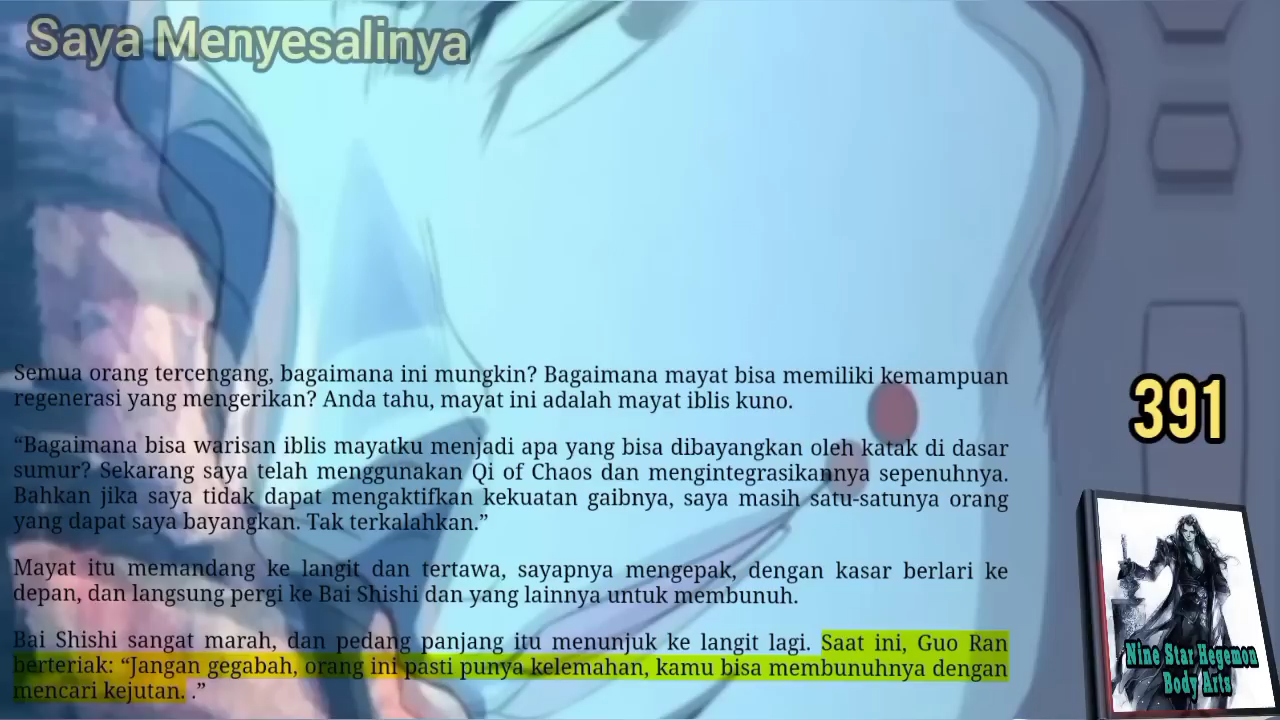 Saya Menyesalinya
Semua orang tercengang, bagaimana ini mungkin? Bagaimana mayat bisa memiliki kemampuan
regenerasi yang mengerikan? Anda tahu, mayat ini adalah mayat iblis kuno.
“Bagaimana bisa warisan iblis mayatku menjadi apa yang bisa dibayangkan oleh katak di dasar
sumur? Sekarang saya telah menggunakan Qi of Chaos dan mengintegrasikannya sepenuhnya.
Bahkan jika saya tidak dapat mengaktifkan kekuatan gaibnya, saya masih satu-satunya orang
yang dapat saya bayangkan. Tak terkalahkan.”
Mayat itu memandang ke langit dan tertawa, sayapnya mengepak, dengan kasar berlari ke
depan, dan langsung pergi ke Bai Shishi dan yang lainnya untuk membunuh.
Bai Shishi sangat marah, dan pedang panjang itu menunjuk ke langit lagi. Saat ini, Guo Ran
berteriak: “Jangan gegabah, orang ini pasti punya kelemahan, kamu bisa membunuhnya dengan
mencari kejutan. .”
391
Nine Star Hegemon
Body Arts